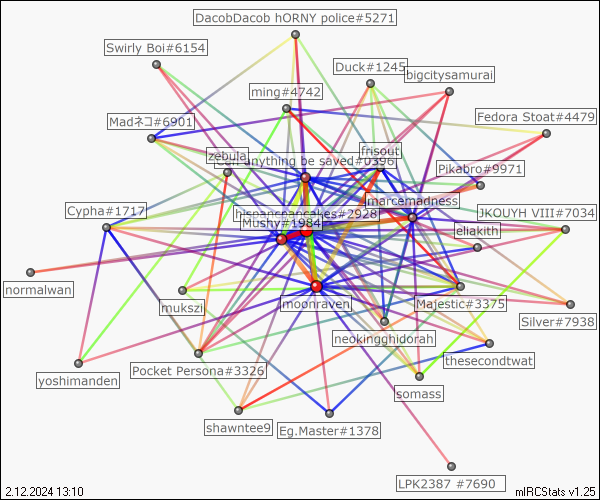 DacobDacob hORNY police#5271
Swirly Boi#6154
Duck#1245
bigcitysamurai
ming#4742
Fedora Stoat#4479
Madネコ#6901
frisout
zebula
anything be saved#0396
Pikabro#9971
marcemadness
Cypha#1717
hispanicpancakes#2928
JKOUYH VIII#7034
Mushy#1984
eliakith
normalwan
mukszi
moonraven
Majestic#3375
Silver#7938
neokingghidorah
thesecondtwat
Pocket Persona#3326
yoshimanden
somass
shawntee9
Eg.Master#1378
LPK2387 #7690
2.12.2024 13:10
mIRCStats v1.25